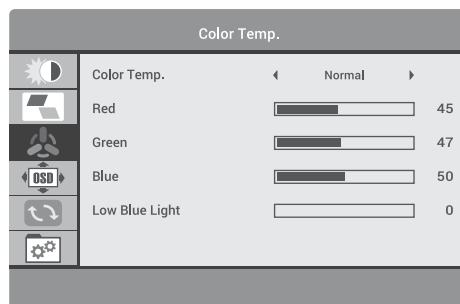 Color Temp.
Color Temp. Normal
Red 45
Green 47
Blue 50
OSD
Low Blue Light 0